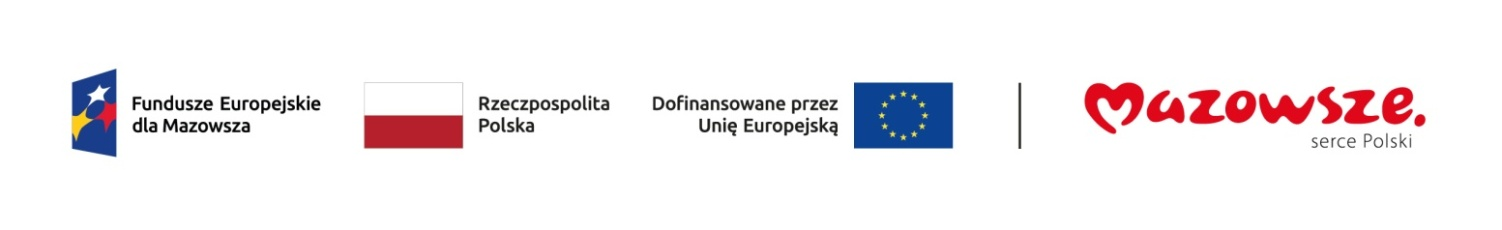 Fundusze Europejskie
dla Mazowsza
Rzeczpospolita
Polska
Dofinansowane przez
Unię Europejską
Mazowsze.
serce Polski